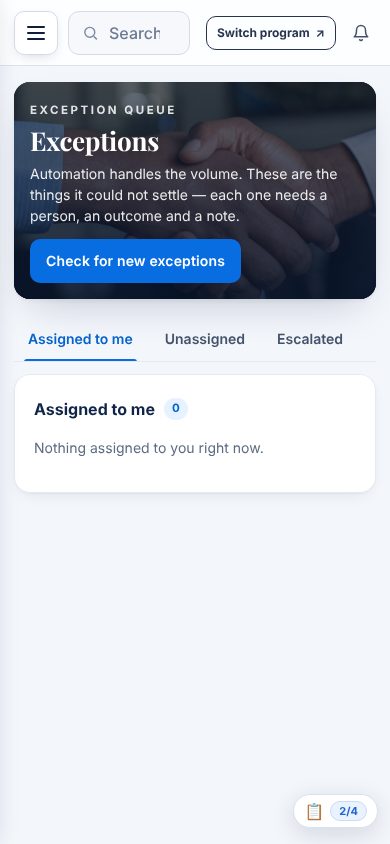 Search
Switch program ↗
EXCEPTION QUEUE
Exceptions
Automation handles the volume. These are the
things it could not settle — each one needs a
person, an outcome and a note.
Check for new exceptions
Assigned to me
Unassigned
Escalated
Assigned to me 0
Nothing assigned to you right now.
2/4